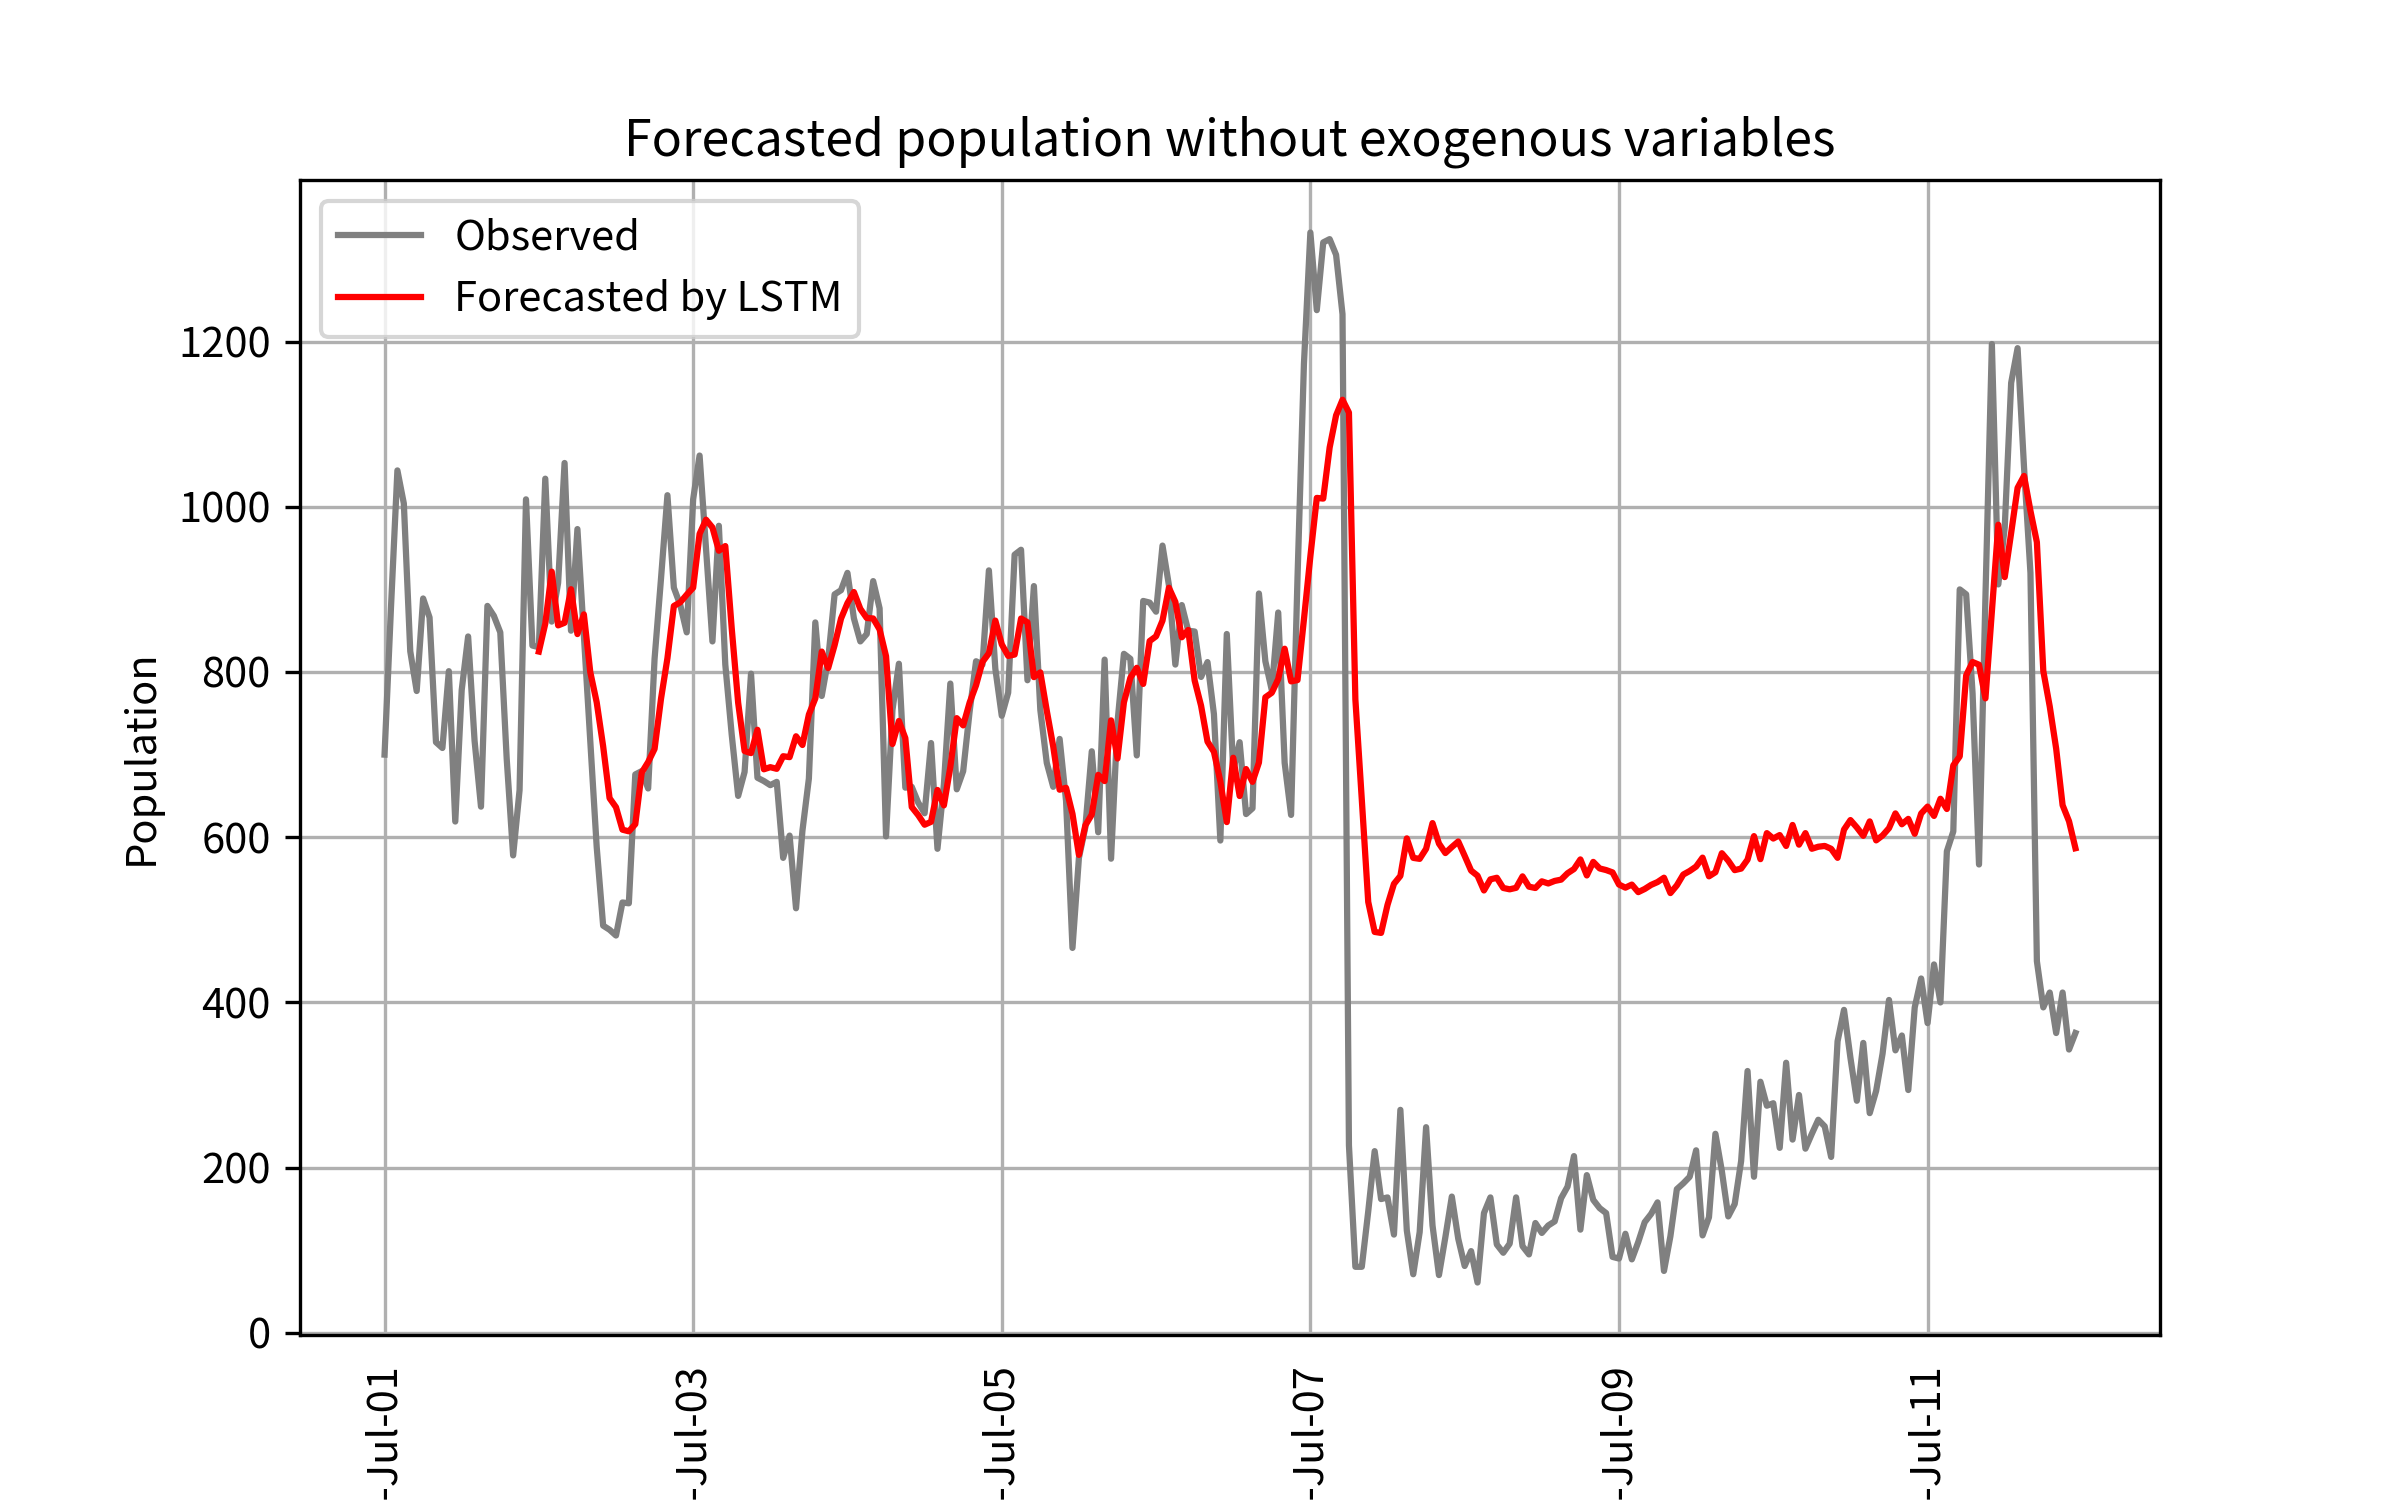 Forecasted population without exogenous variables
Observed
Forecasted by LSTM
Population
1200
1000
800
600
400
200
0
-Jul-01
-Jul-03
-Jul-05
-Jul-07
-Jul-09
-Jul-11